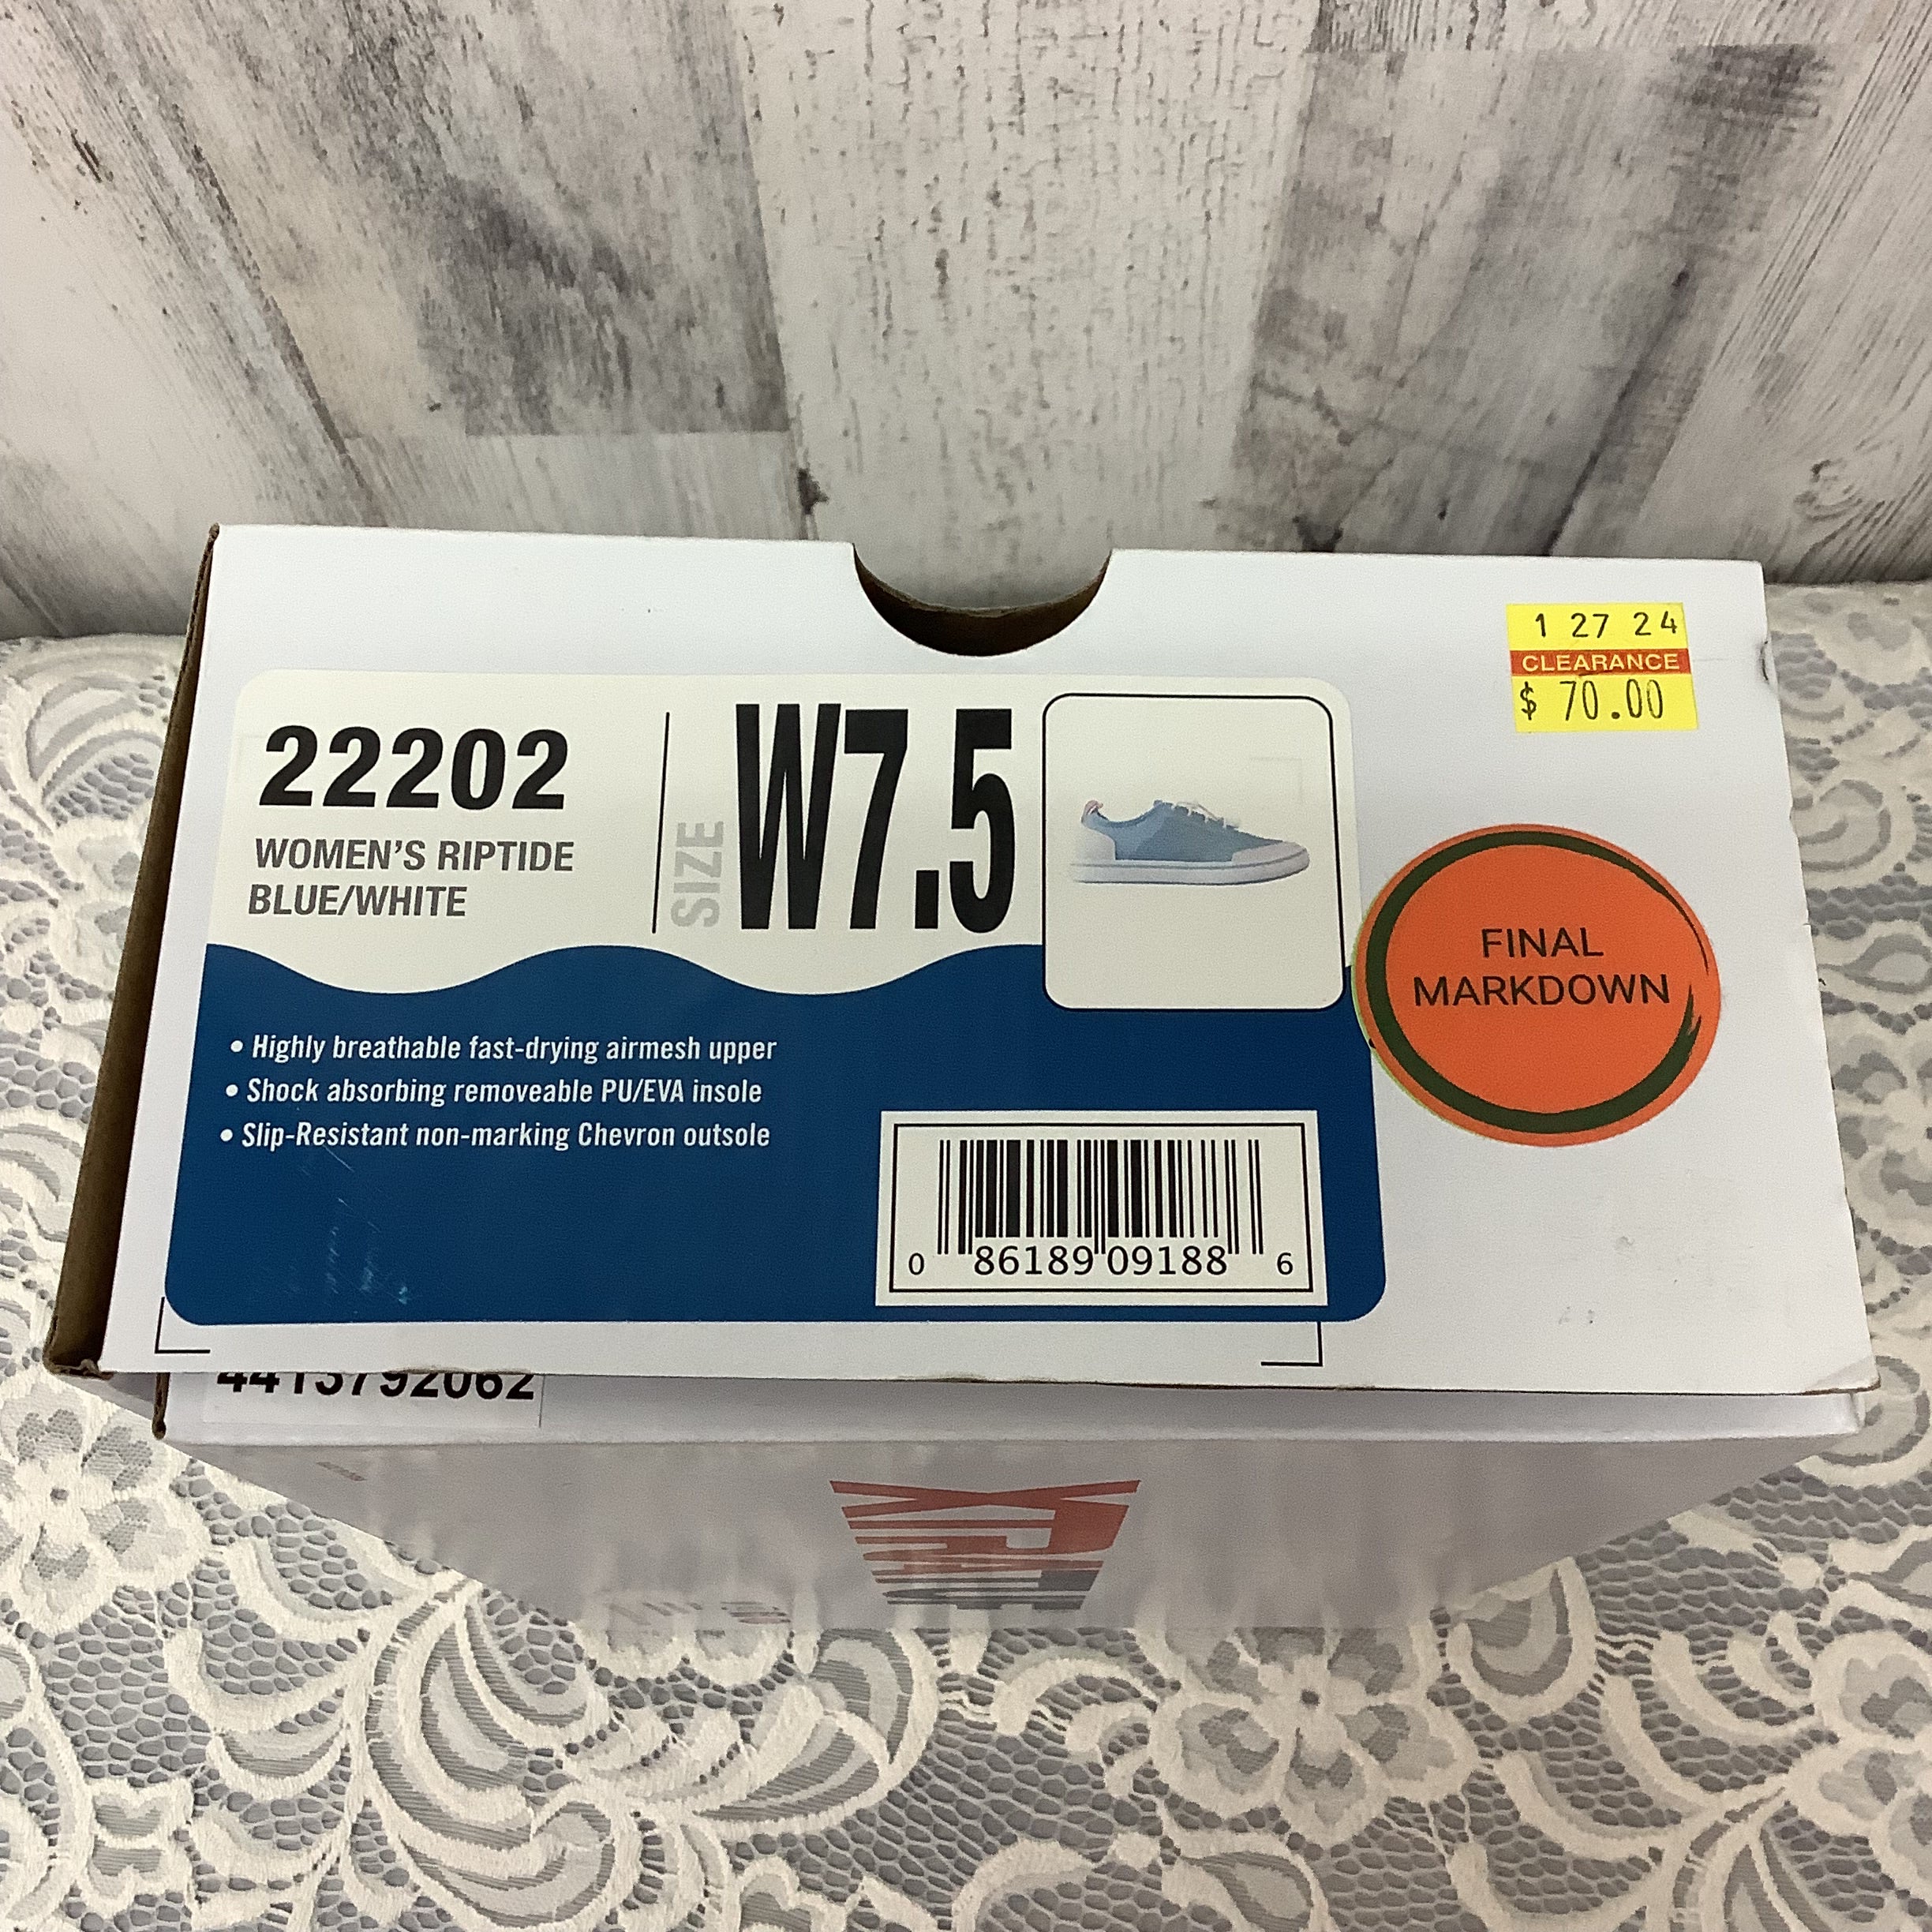 1 27 24
CLEARANCE
$ 70.00
22202
WOMEN'S RIPTIDE
BLUE/WHITE
SIZE
W7.5
FINAL
MARKDOWN
• Highly breathable fast-drying airmesh upper
• Shock absorbing removeable PU/EVA insole
• Slip-Resistant non-marking Chevron outsole
0 86189 09188 6
4413792062